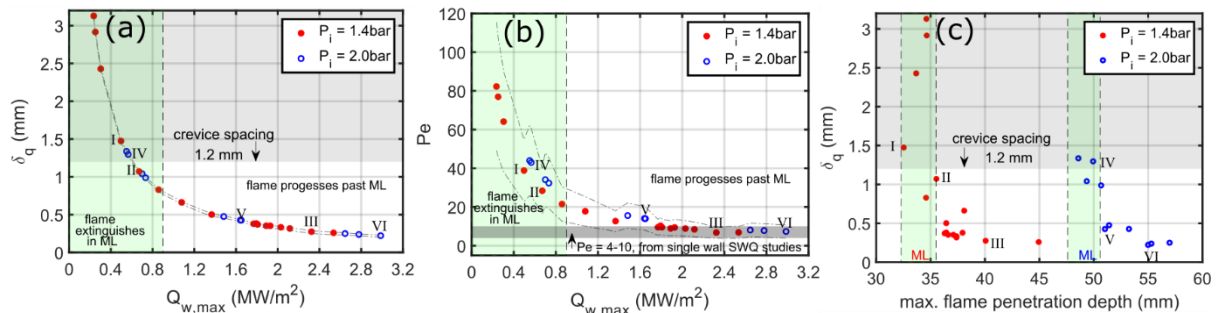 (a)
P_i = 1.4bar
P_i = 2.0bar
3
2.5
2
1.5
1
0.5
0
δ_q (mm)
I
IV
II
V
III
VI
crevice spacing
1.2 mm
flame progesses past ML
flame
extinguishes
in ML
0
0.4
0.8
1.2
1.6
2
2.4
2.8
3.2
Q_w,max (MW/m²)
(b)
P_i = 1.4bar
P_i = 2.0bar
120
100
80
60
40
20
0
Pe
I
IV
II
V
III
VI
flame progesses past ML
flame
extinguishes
in ML
Pe = 4-10, from single wall SWQ studies
0
0.4
0.8
1.2
1.6
2
2.4
2.8
3.2
Q_w,max (MW/m²)
(c)
P_i = 1.4bar
P_i = 2.0bar
3
2.5
2
1.5
1
0.5
0
δ_q (mm)
I
II
III
IV
V
VI
crevice spacing
1.2 mm
ML
ML
30
35
40
45
50
55
60
max. flame penetration depth (mm)